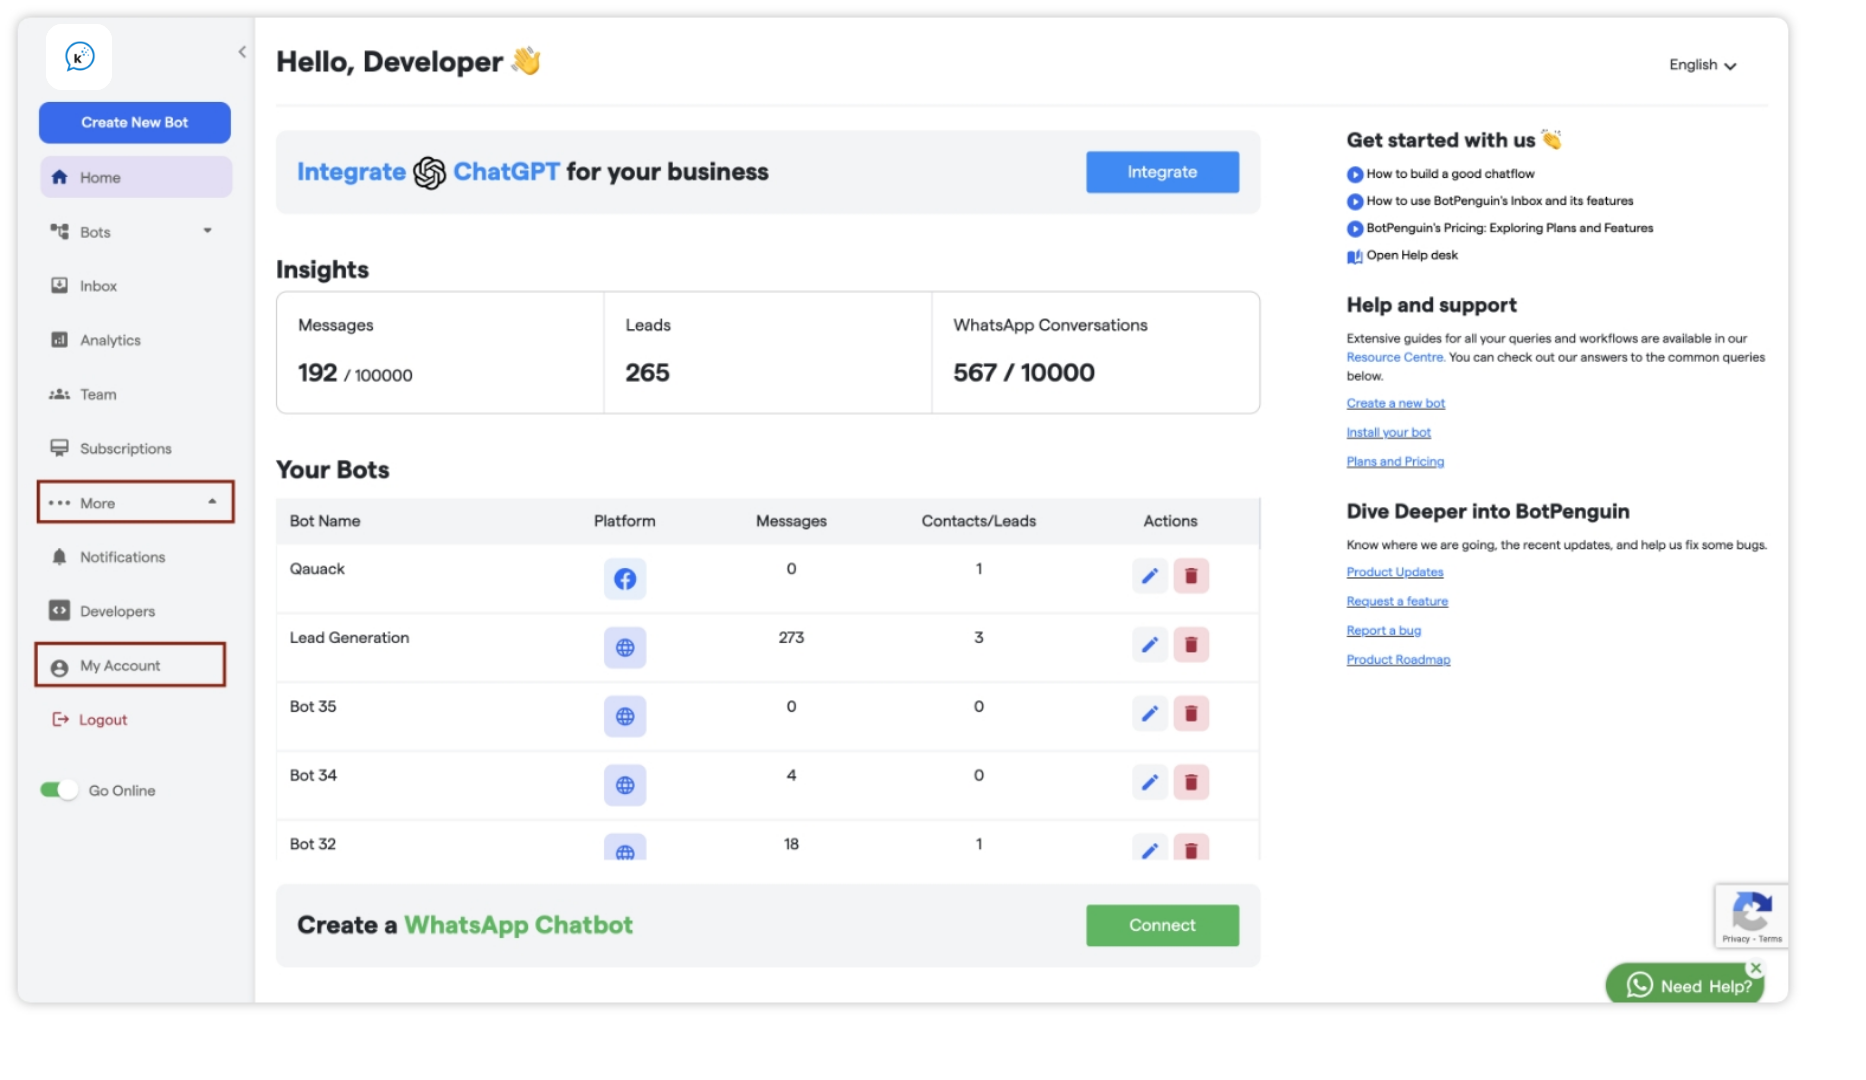 K
Create New Bot
Home
Bots
Inbox
Analytics
Team
Subscriptions
More
Notifications
Developers
My Account
Logout
Go Online
Hello, Developer 👋
English
Integrate ChatGPT for your business
Integrate
Insights
Messages
192 / 100000
Leads
265
WhatsApp Conversations
567 / 10000
Your Bots
Bot Name Platform Messages Contacts/Leads Actions
Qauack 0 1
Lead Generation 273 3
Bot 35 0 0
Bot 34 4 0
Bot 32 18 1
Create a WhatsApp Chatbot
Connect
Get started with us 👏
How to build a good chatflow
How to use BotPenguin's Inbox and its features
BotPenguin's Pricing: Exploring Plans and Features
Open Help desk
Help and support
Extensive guides for all your queries and workflows are available in our
Resource Centre. You can check out our answers to the common queries
below.
Create a new bot
Install your bot
Plans and Pricing
Dive Deeper into BotPenguin
Know where we are going, the recent updates, and help us fix some bugs.
Product Updates
Request a feature
Report a bug
Product Roadmap
Privacy - Terms
Need Help?